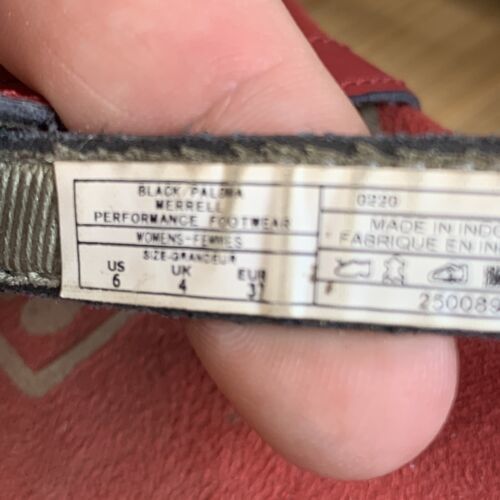 BLACK/PALOMA
MERRELL
PERFORMANCE FOOTWEAR
WOMENS-FEMMES
SIZE-GRANDEUR
US UK EUR
6 4
0220
MADE IN INDO
FABRIQUE EN IN
250089